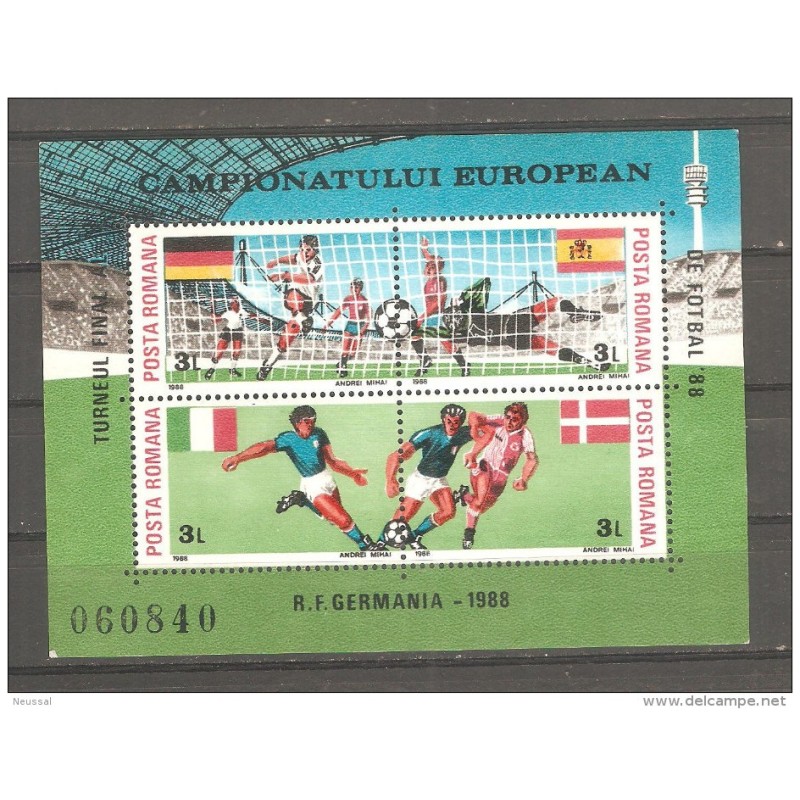 CAMPIONATULUI EUROPEAN
TURNEUL FINAL AL
DE FOTBAL '88
POSTA ROMANA
3L
1988
ANDREI MIHAI
POSTA ROMANA
3L
1988
ANDREI MIHAI
POSTA ROMANA
3L
1988
ANDREI MIHAI
POSTA ROMANA
3L
1988
ANDREI MIHAI
R.F. GERMANIA - 1988
060840
Neussal
delcampe.net